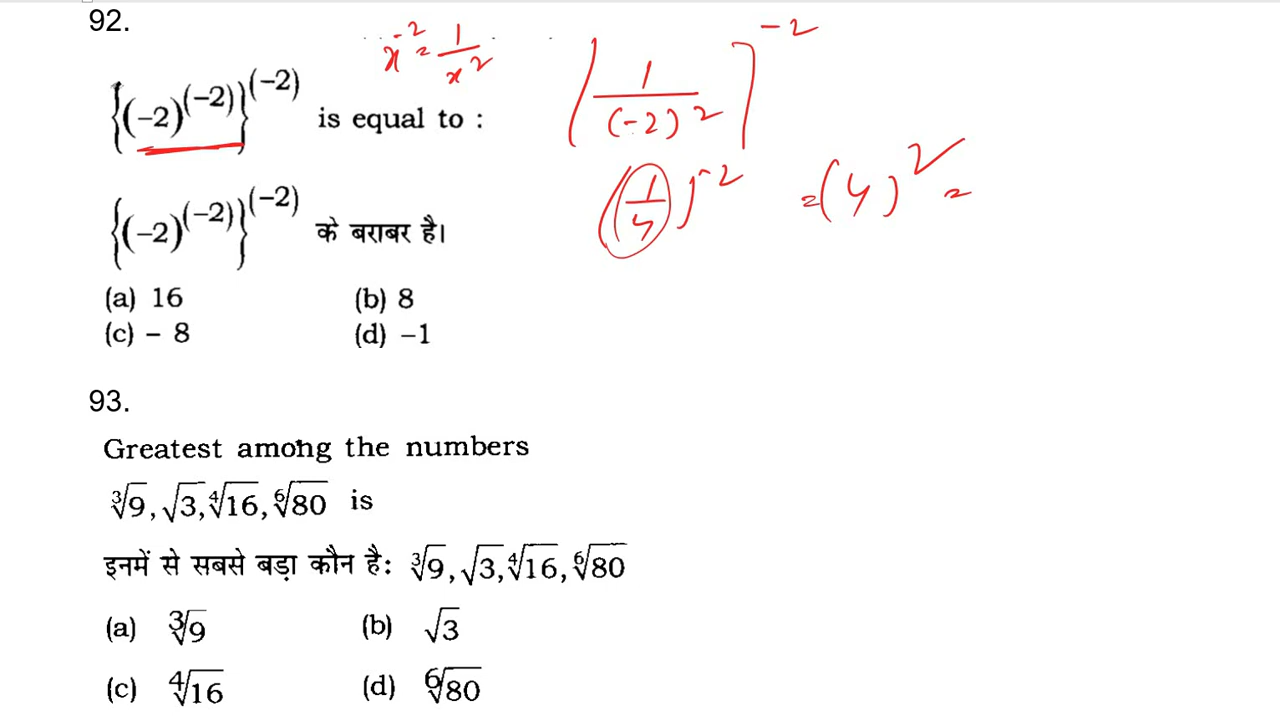 92.
x⁻² = 1/x²
[1/(-2)²]⁻²
{(−2)^(−2)}^(−2) is equal to :
(1/4)⁻² = (4)² =
{(−2)^(−2)}^(−2) के बराबर है।
(a) 16 (b) 8
(c) – 8 (d) –1
93.
Greatest among the numbers
∛9, √3, ∜16, ⁶√80 is
इनमें से सबसे बड़ा कौन है: ∛9, √3, ∜16, ⁶√80
(a) ∛9 (b) √3
(c) ∜16 (d) ⁶√80